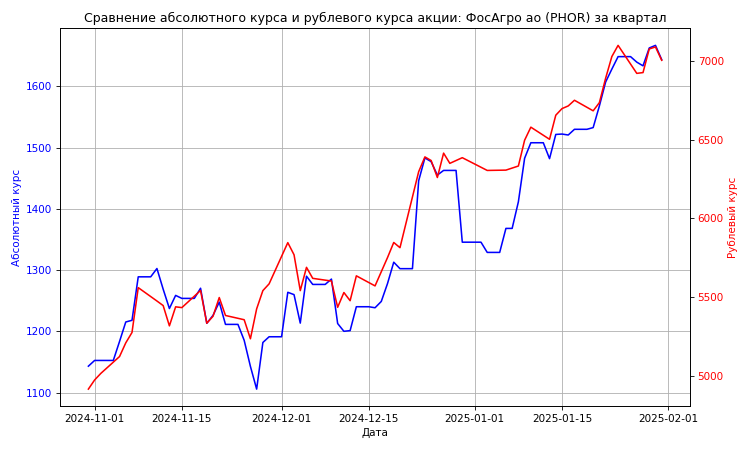 Сравнение абсолютного курса и рублевого курса акции: ФосАгро ао (PHOR) за квартал
Абсолютный курс
1600
1500
1400
1300
1200
1100
7000
6500
6000
5500
5000
Рублевый курс
2024-11-01 2024-11-15 2024-12-01 2024-12-15 2025-01-01 2025-01-15 2025-02-01
Дата